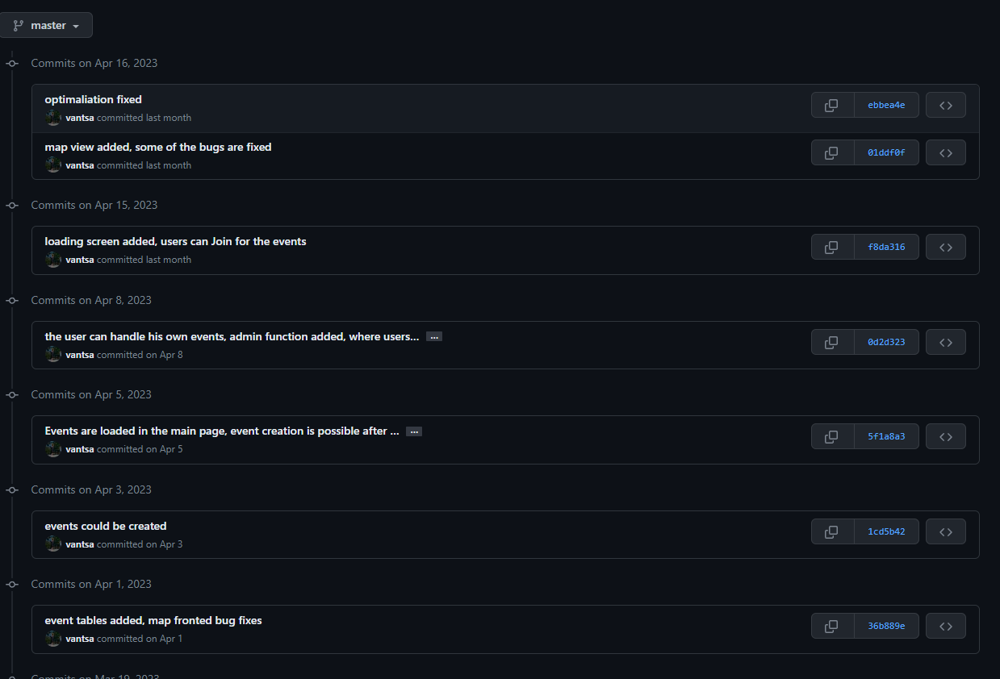 master
Commits on Apr 16, 2023
optimaliation fixed
ebbea4e
vantsa committed last month
map view added, some of the bugs are fixed
01ddf0f
vantsa committed last month
Commits on Apr 15, 2023
loading screen added, users can Join for the events
f8da316
vantsa committed last month
Commits on Apr 8, 2023
the user can handle his own events, admin function added, where users... ...
0d2d323
vantsa committed on Apr 8
Commits on Apr 5, 2023
Events are loaded in the main page, event creation is possible after ... ...
5f1a8a3
vantsa committed on Apr 5
Commits on Apr 3, 2023
events could be created
1cd5b42
vantsa committed on Apr 3
Commits on Apr 1, 2023
event tables added, map fronted bug fixes
36b889e
vantsa committed on Apr 1
Commits on Mar 19, 2023